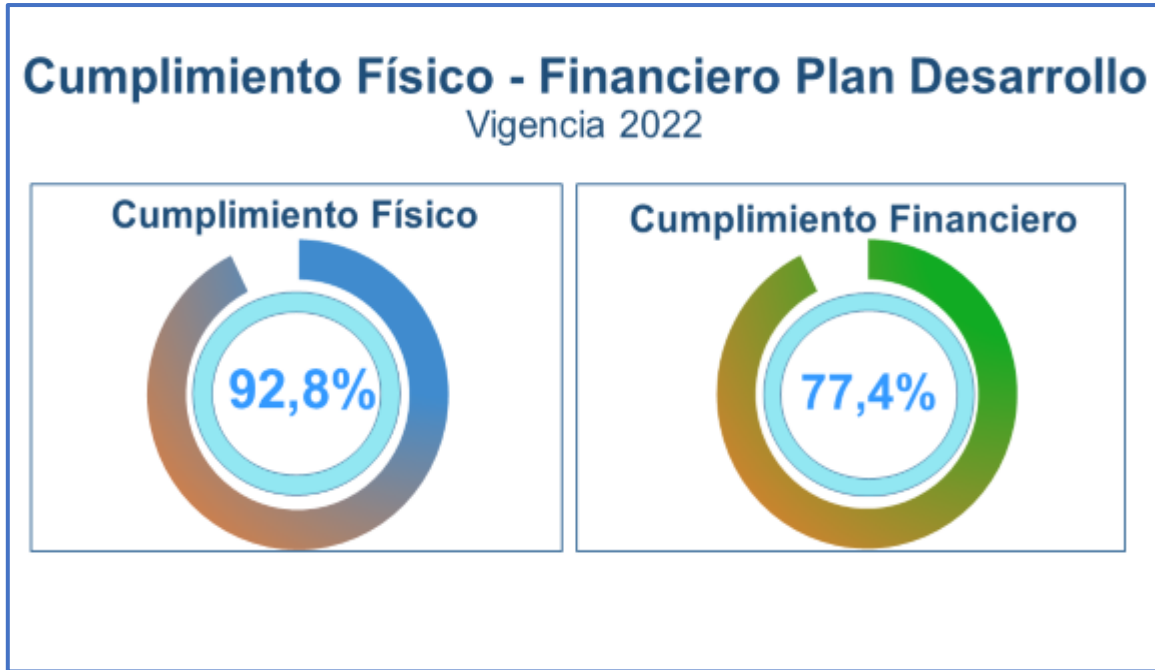 Cumplimiento Físico - Financiero Plan Desarrollo
Vigencia 2022
Cumplimiento Físico
92,8%
Cumplimiento Financiero
77,4%